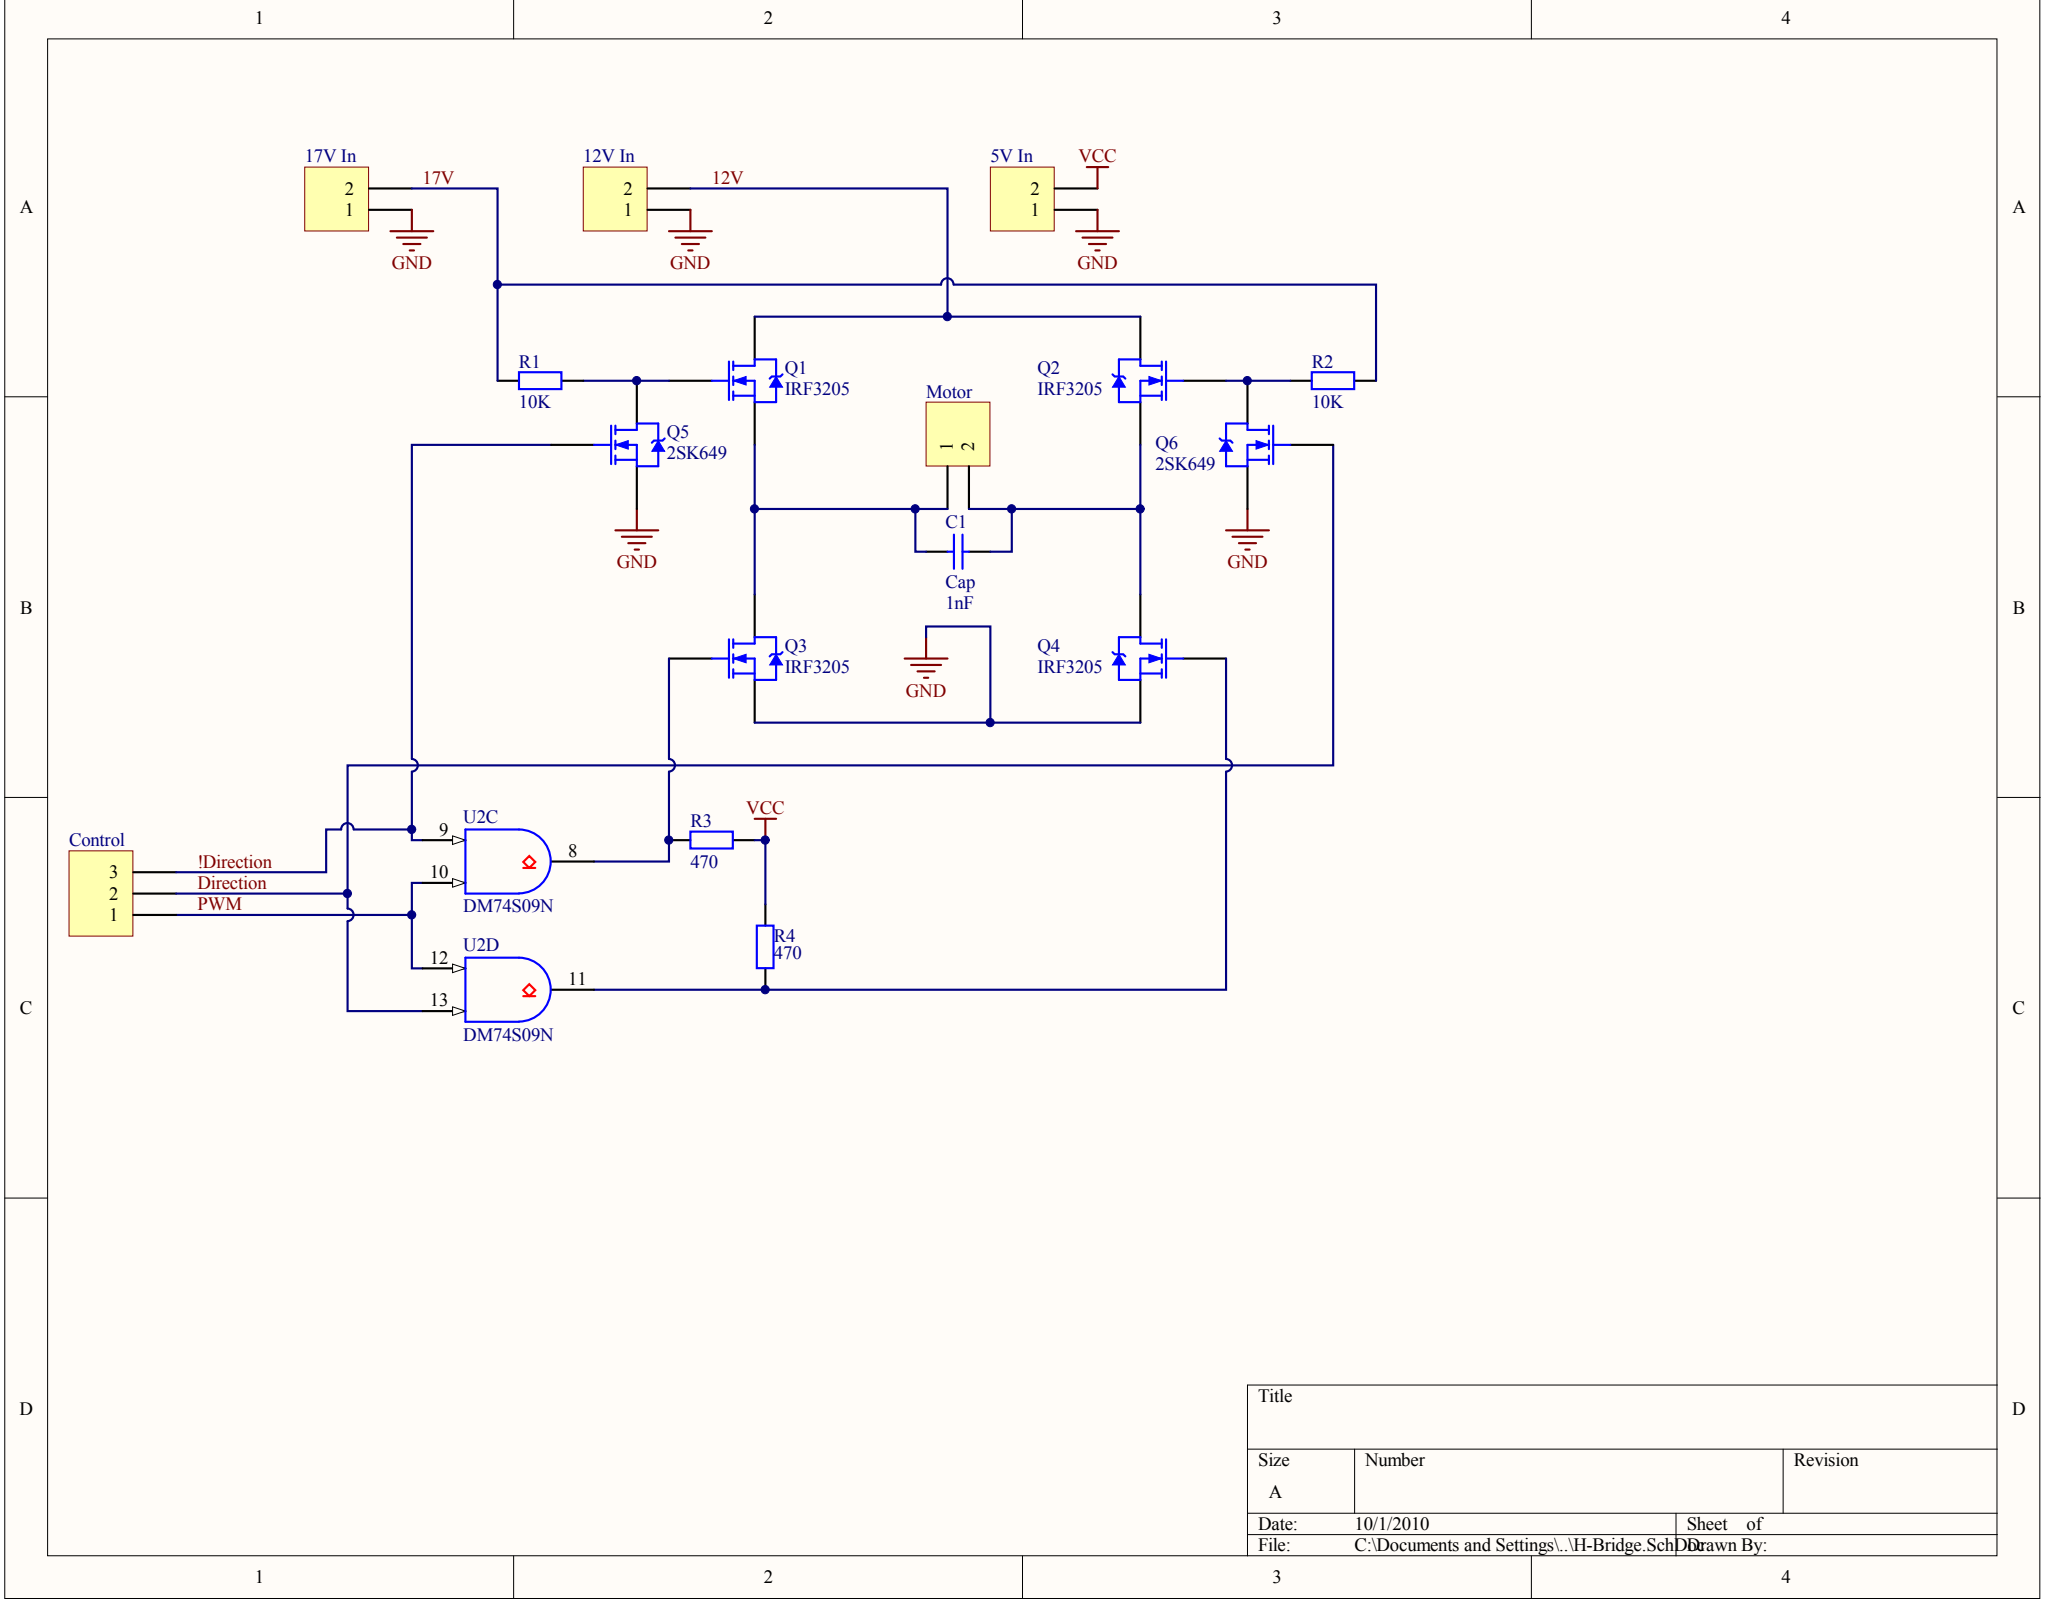 1 2 3 4
A A
B B
C C
D D
17V In
2
1
17V
GND
12V In
2
1
12V
GND
5V In
2
1
VCC
GND
R1
10K
Q1
IRF3205
Q2
IRF3205
R2
10K
Motor
1
2
Q5
2SK649
GND
Q6
2SK649
GND
C1
Cap
1nF
Q3
IRF3205
GND
Q4
IRF3205
Control
3
2
1
!Direction
Direction
PWM
U2C
9
10
8
DM74S09N
R3
470
VCC
U2D
12
13
11
DM74S09N
R4
470
Title
Size
A
Number
Revision
Date: 10/1/2010 Sheet of
File: C:\Documents and Settings\..\H-Bridge.SchDoc Drawn By:
1 2 3 4